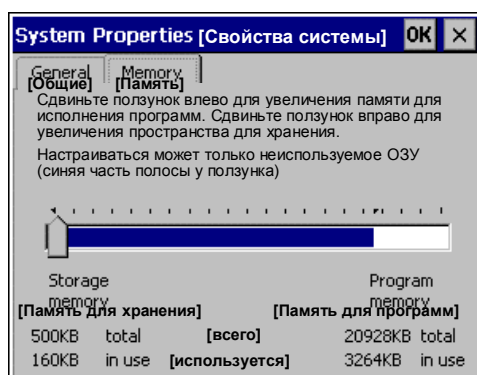 System Properties [Свойства системы] OK ×
General Memory
[Общие] [Память]
Сдвиньте ползунок влево для увеличения памяти для
исполнения программ. Сдвиньте ползунок вправо для
увеличения пространства для хранения.
Настраиваться может только неиспользуемое ОЗУ
(синяя часть полосы у ползунка)
Storage Program
memory memory
[Память для хранения] [Память для программ]
500KB total [всего] 20928KB total
160KB in use [используется] 3264KB in use